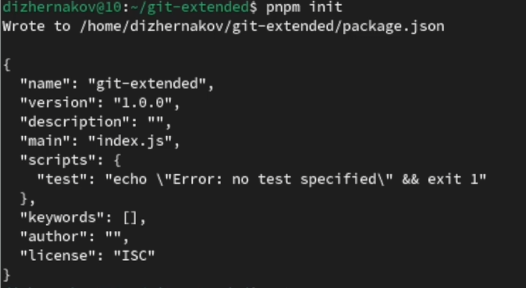 dizhernakov@10:~/git-extended$ pnpm init
Wrote to /home/dizhernakov/git-extended/package.json

{
  "name": "git-extended",
  "version": "1.0.0",
  "description": "",
  "main": "index.js",
  "scripts": {
    "test": "echo \"Error: no test specified\" && exit 1"
  },
  "keywords": [],
  "author": "",
  "license": "ISC"
}